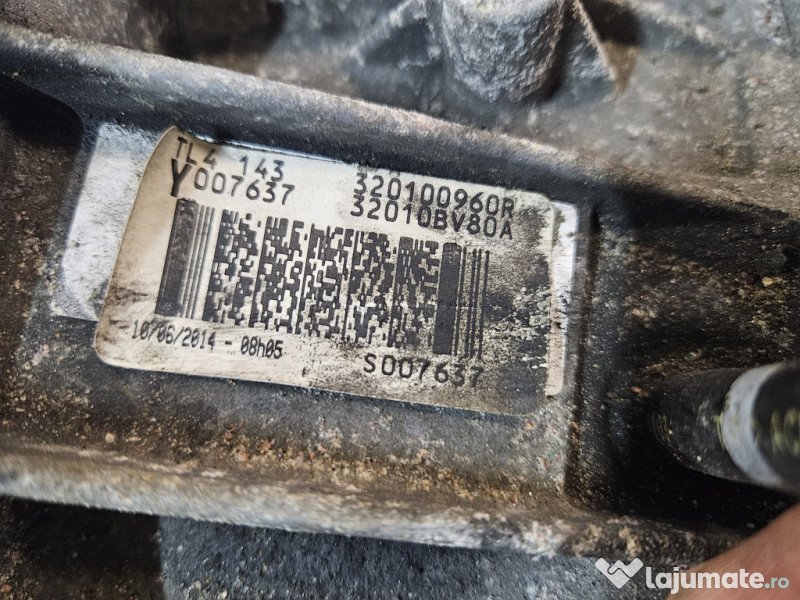 TL4 143 320100960R
Y007637 32010BV80A
10/06/2014 - 08h05
S007637
lajumate.ro